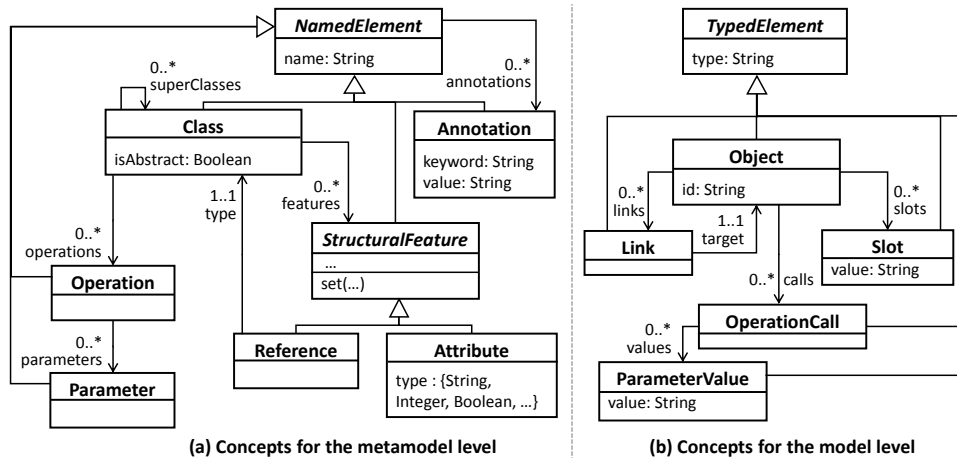 NamedElement
name: String
0..*
annotations
0..*
superClasses
Class
isAbstract: Boolean
Annotation
keyword: String
value: String
1..1
type
0..*
features
0..*
operations
StructuralFeature
...
set(...)
Operation
0..*
parameters
Parameter
Reference
Attribute
type : {String,
Integer, Boolean, ...}
(a) Concepts for the metamodel level
TypedElement
type: String
Object
id: String
0..*
links
1..1
target
0..*
slots
Link
Slot
value: String
0..* calls
OperationCall
0..*
values
ParameterValue
value: String
(b) Concepts for the model level